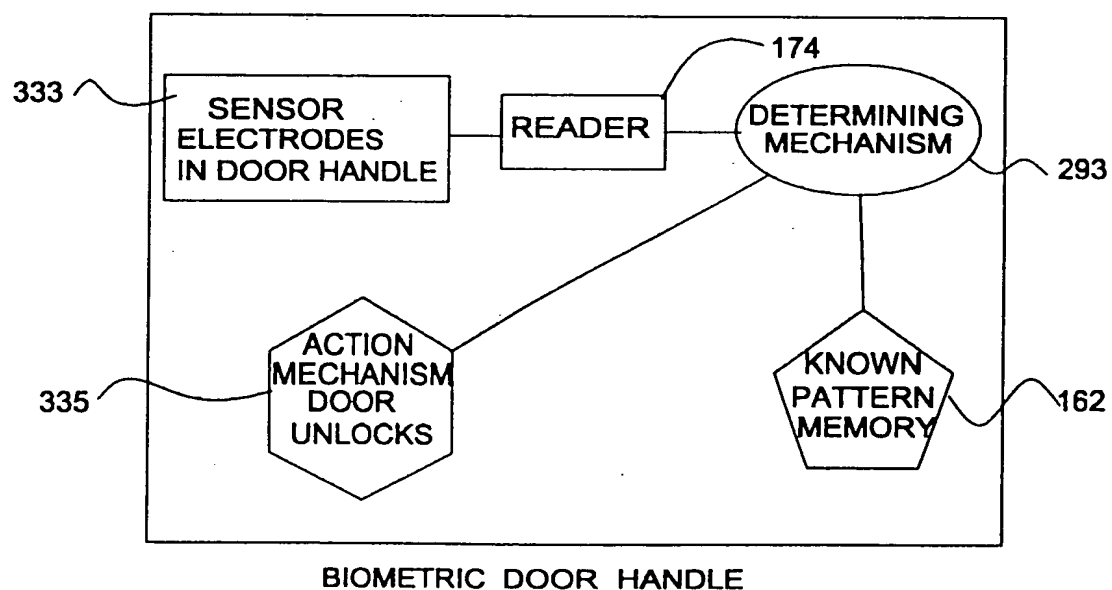 174
333
SENSOR
ELECTRODES
IN DOOR HANDLE
READER
DETERMINING
MECHANISM
293
ACTION
MECHANISM
DOOR
UNLOCKS
335
KNOWN
PATTERN
MEMORY
162
BIOMETRIC DOOR HANDLE